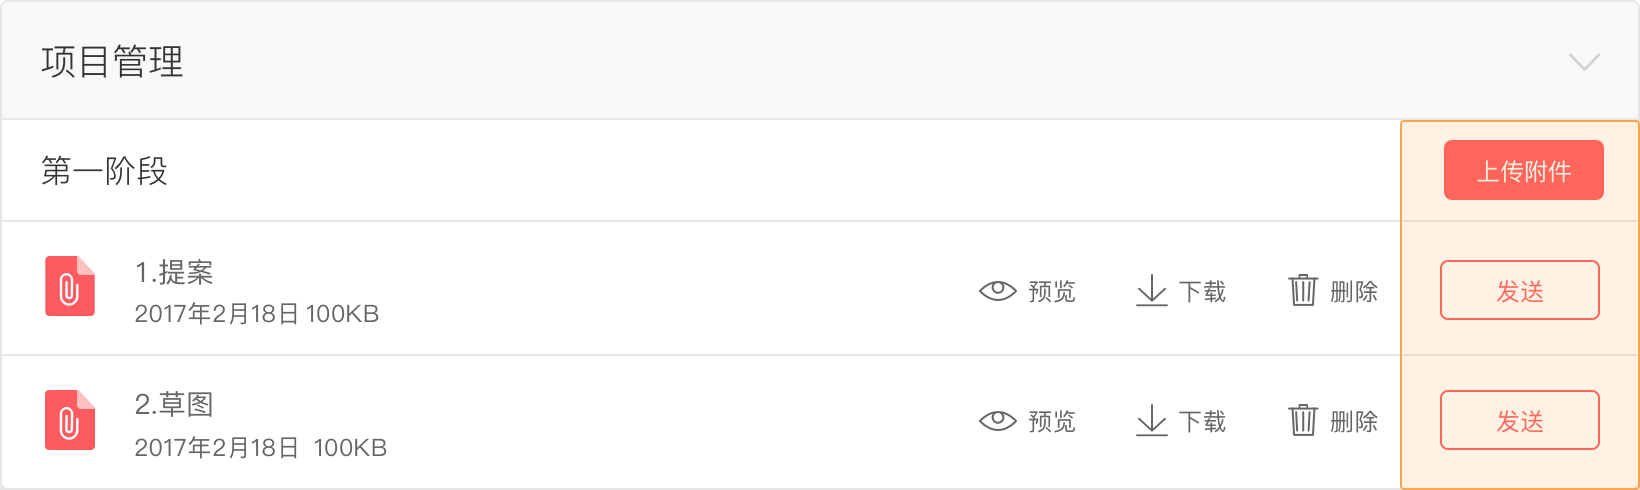 项目管理
第一阶段 上传附件
1.提案
2017年2月18日 100KB 预览 下载 删除 发送
2.草图
2017年2月18日 100KB 预览 下载 删除 发送